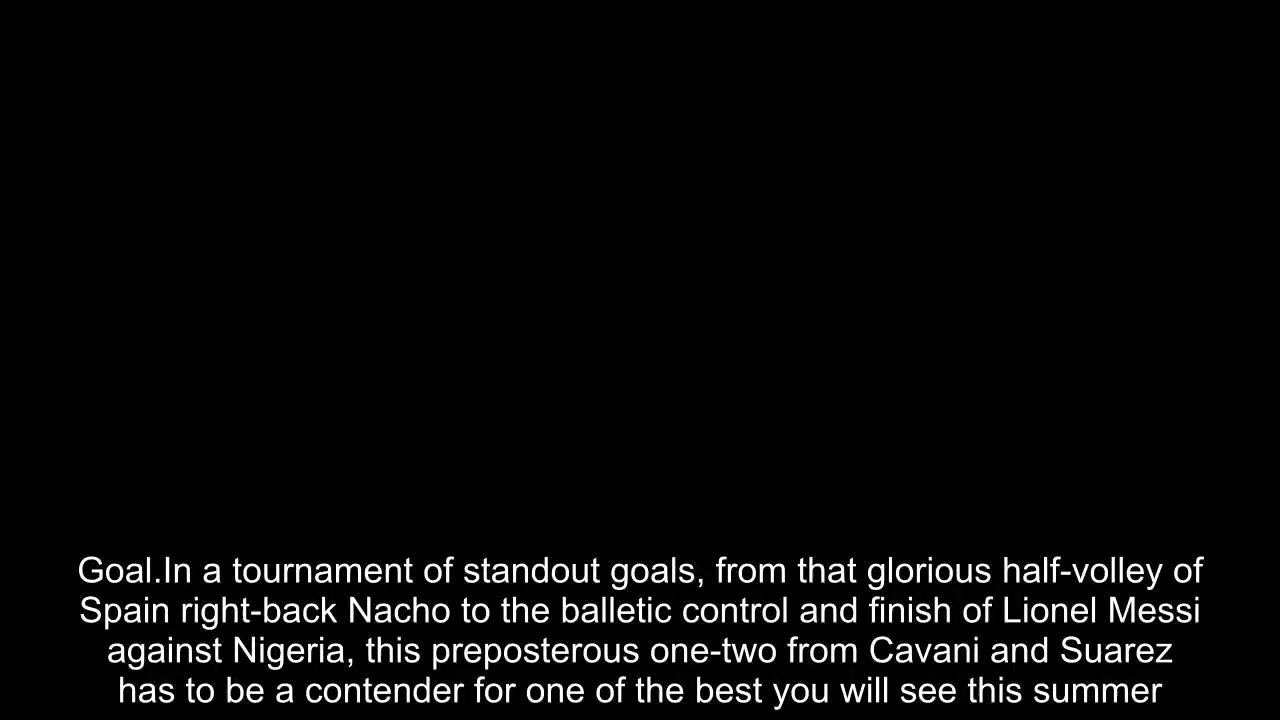 Goal.In a tournament of standout goals, from that glorious half-volley of
Spain right-back Nacho to the balletic control and finish of Lionel Messi
against Nigeria, this preposterous one-two from Cavani and Suarez
has to be a contender for one of the best you will see this summer